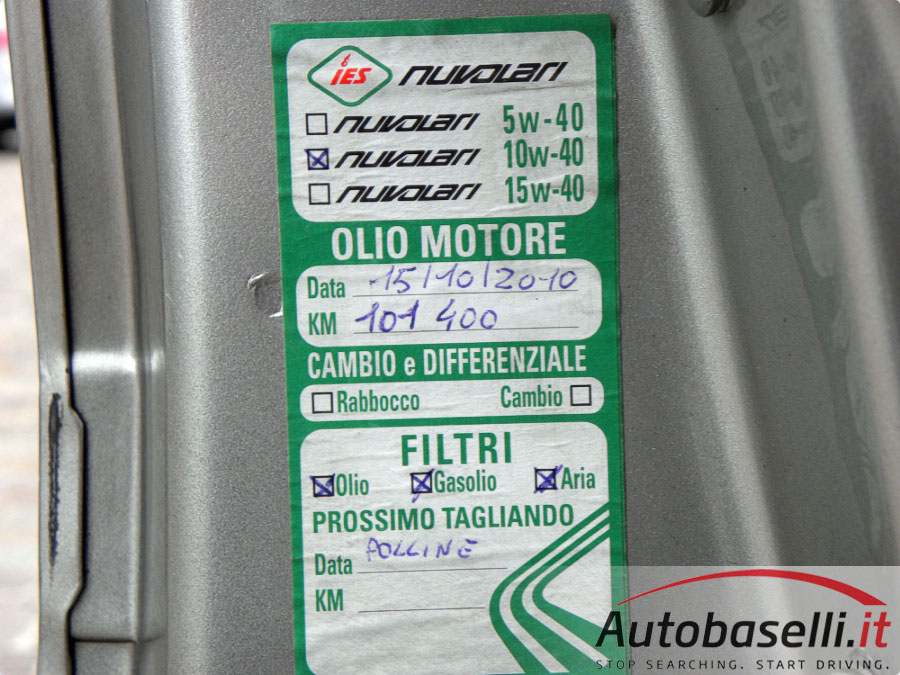 IES nuvolari
nuvolari 5w-40
nuvolari 10w-40
nuvolari 15w-40
OLIO MOTORE
Data 15/10/2010
KM 101 400
CAMBIO e DIFFERENZIALE
Rabbocco Cambio
FILTRI
Olio Gasolio Aria
PROSSIMO TAGLIANDO
Data POLLINE
KM
Autobaselli.it
STOP SEARCHING. START DRIVING.